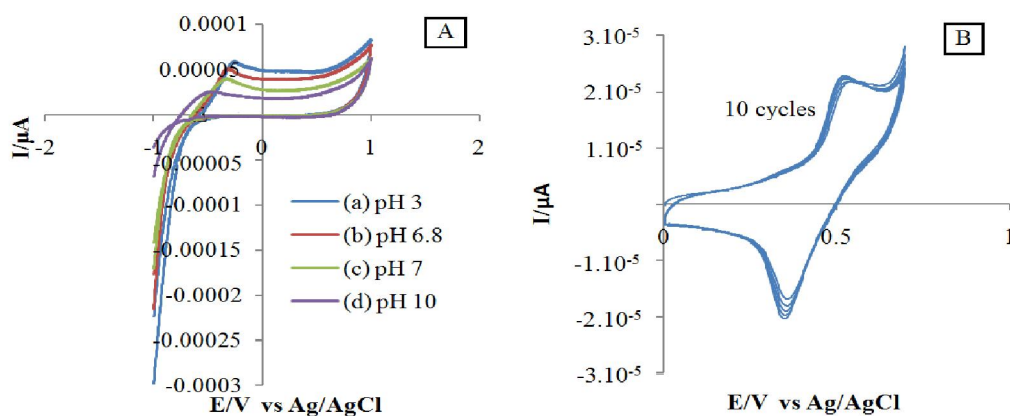 A
0.0001
0.00005
0
-2
-1
0
1
2
-0.00005
-0.0001
-0.00015
-0.0002
-0.00025
-0.0003
I/µA
(a) pH 3
(b) pH 6.8
(c) pH 7
(d) pH 10
E/V vs Ag/AgCl
B
3.10⁻⁵
2.10⁻⁵
1.10⁻⁵
10 cycles
I/µA
0
0.5
1
-1.10⁻⁵
-2.10⁻⁵
-3.10⁻⁵
E/V vs Ag/AgCl